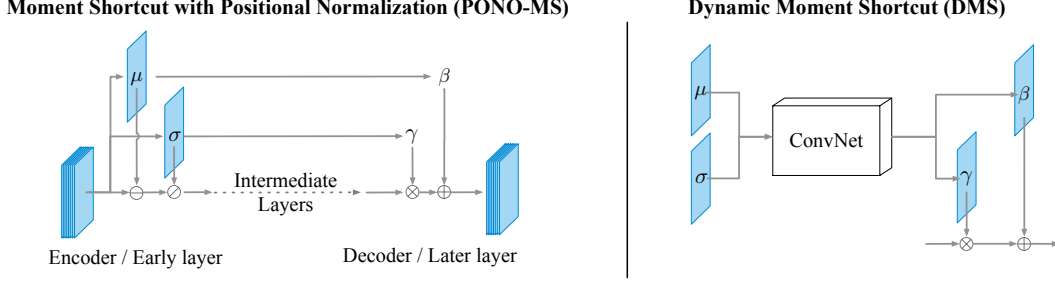 Moment Shortcut with Positional Normalization (PONO-MS)
μ
β
σ
γ
Intermediate
Layers
Encoder / Early layer
Decoder / Later layer
Dynamic Moment Shortcut (DMS)
μ
β
ConvNet
σ
γ